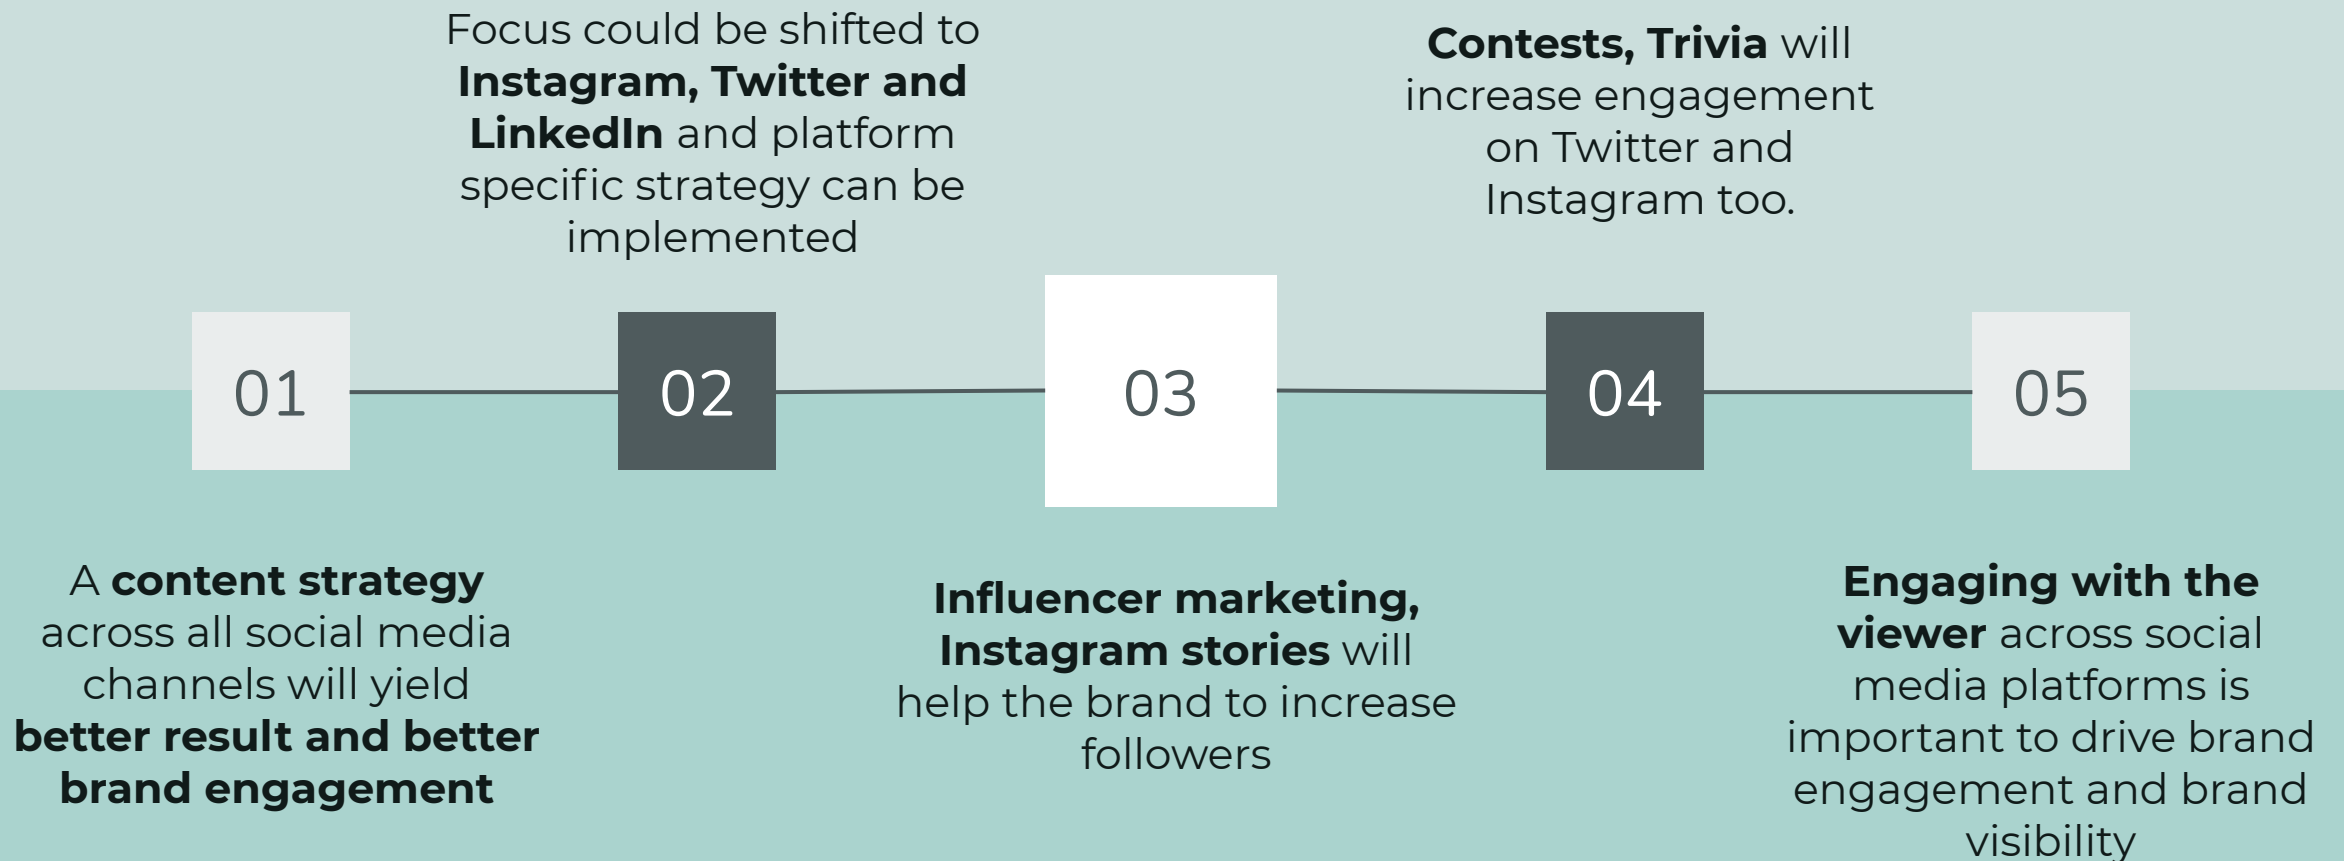 Focus could be shifted to
Instagram, Twitter and
LinkedIn and platform
specific strategy can be
implemented
Contests, Trivia will
increase engagement
on Twitter and
Instagram too.
01
02
03
04
05
A content strategy
across all social media
channels will yield
better result and better
brand engagement
Influencer marketing,
Instagram stories will
help the brand to increase
followers
Engaging with the
viewer across social
media platforms is
important to drive brand
engagement and brand
visibility